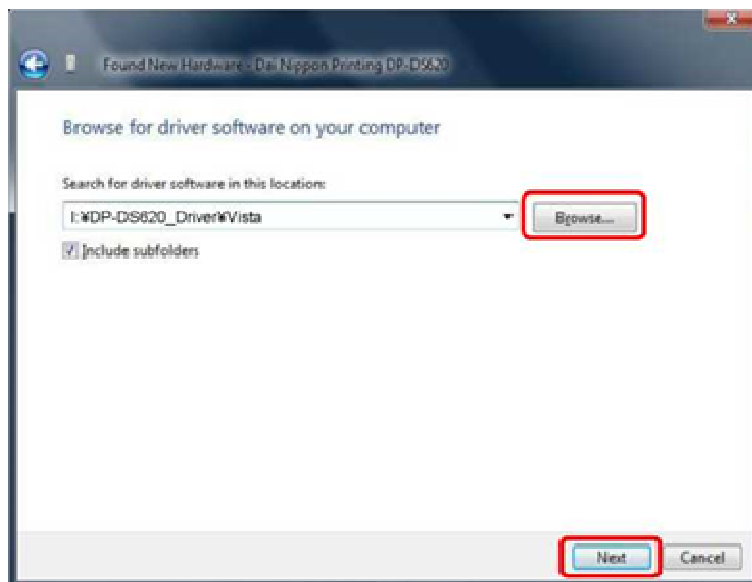 Found New Hardware - Dai Nippon Printing DP-DS620
Browse for driver software on your computer
Search for driver software in this location:
I:¥DP-DS620_Driver¥Vista
Browse...
Include subfolders
Next
Cancel